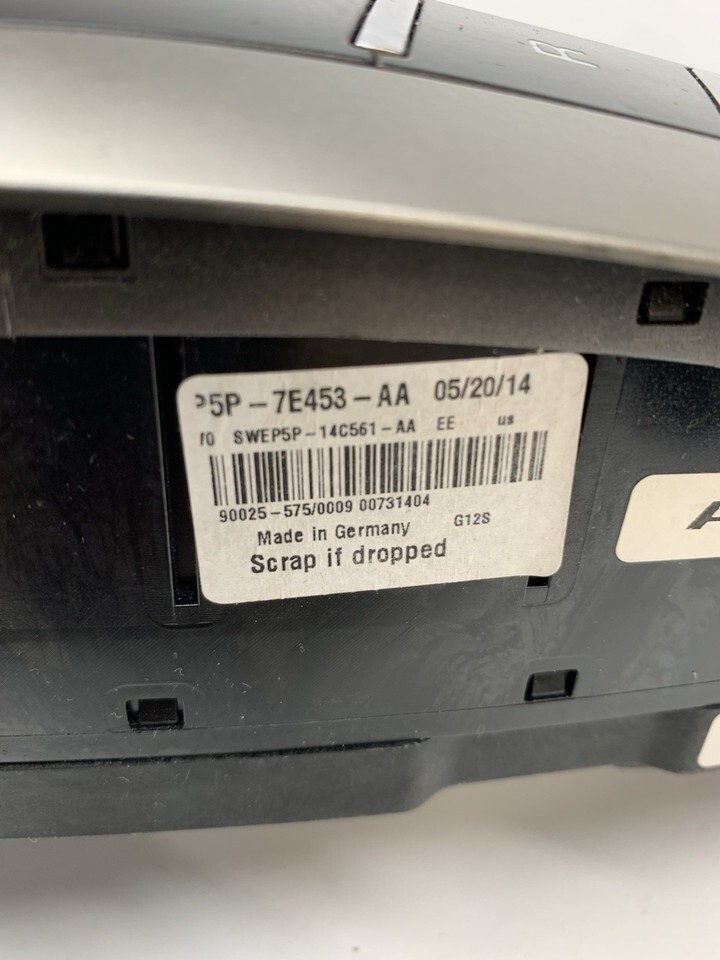 R
P5P-7E453-AA 05/20/14
SWEP5P-14C561-AA EE us
90025-575/0009 00731404
Made in Germany G12S
Scrap if dropped
A